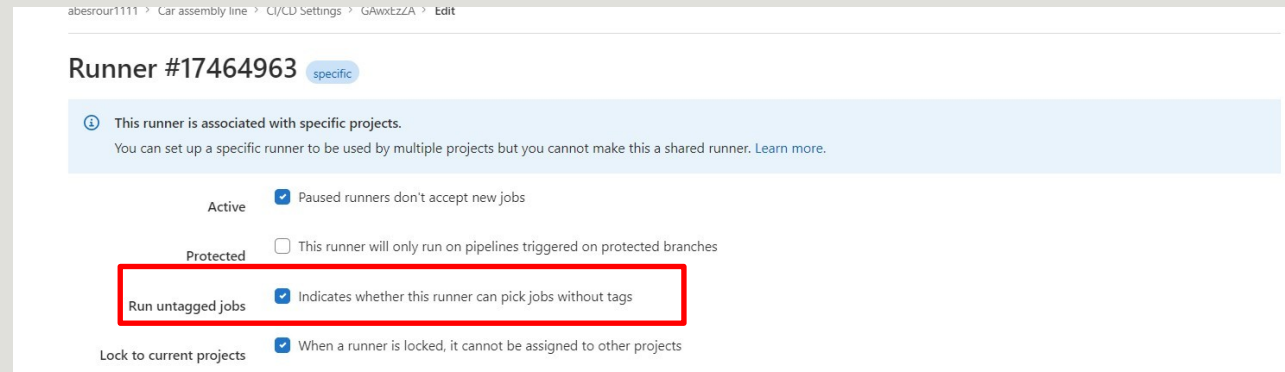 abesrour1111 > Car assembly line > CI/CD Settings > GAwxEzZA > Edit
Runner #17464963 specific
This runner is associated with specific projects.
You can set up a specific runner to be used by multiple projects but you cannot make this a shared runner. Learn more.
Active Paused runners don't accept new jobs
Protected This runner will only run on pipelines triggered on protected branches
Run untagged jobs Indicates whether this runner can pick jobs without tags
Lock to current projects When a runner is locked, it cannot be assigned to other projects